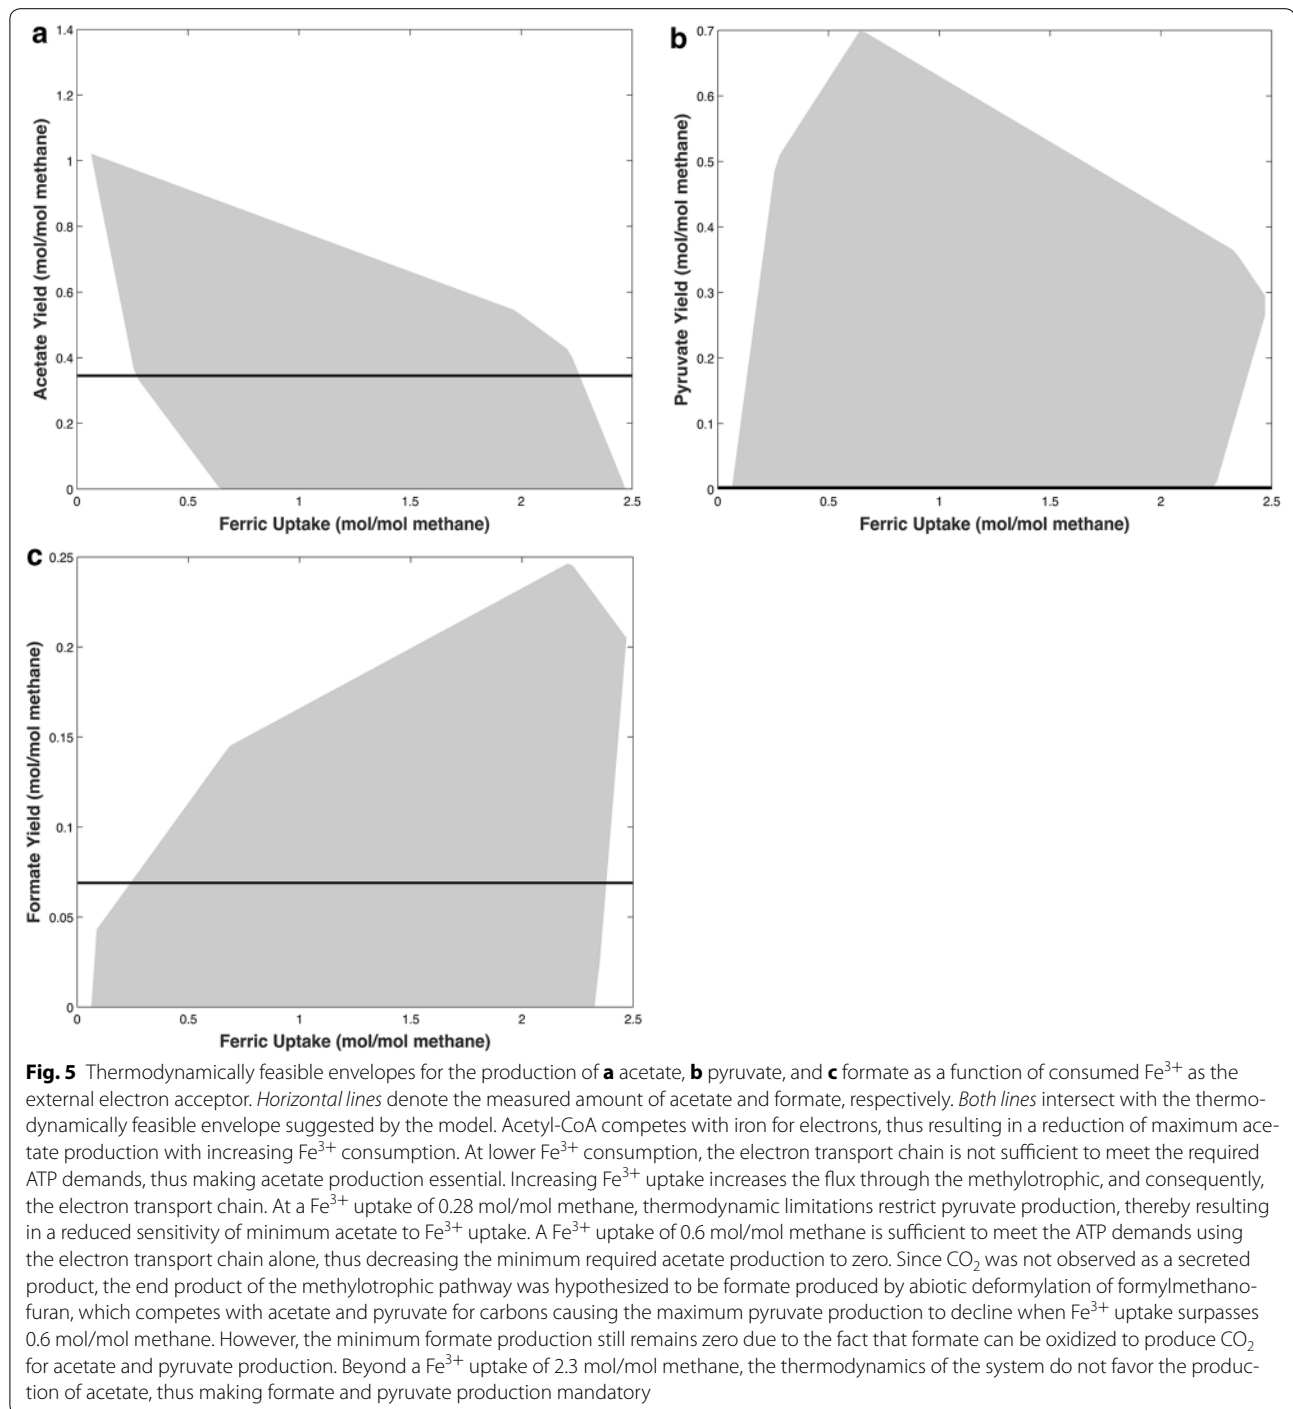 a
1.4
1.2
1
0.8
0.6
0.4
0.2
0
0
0.5
1
1.5
2
2.5
Acetate Yield (mol/mol methane)
Ferric Uptake (mol/mol methane)
b
0.7
0.6
0.5
0.4
0.3
0.2
0.1
0
0
0.5
1
1.5
2
2.5
Pyruvate Yield (mol/mol methane)
Ferric Uptake (mol/mol methane)
c
0.25
0.2
0.15
0.1
0.05
0
0
0.5
1
1.5
2
2.5
Formate Yield (mol/mol methane)
Ferric Uptake (mol/mol methane)
Fig. 5 Thermodynamically feasible envelopes for the production of a acetate, b pyruvate, and c formate as a function of consumed Fe³⁺ as the
external electron acceptor. Horizontal lines denote the measured amount of acetate and formate, respectively. Both lines intersect with the thermo-
dynamically feasible envelope suggested by the model. Acetyl-CoA competes with iron for electrons, thus resulting in a reduction of maximum ace-
tate production with increasing Fe³⁺ consumption. At lower Fe³⁺ consumption, the electron transport chain is not sufficient to meet the required
ATP demands, thus making acetate production essential. Increasing Fe³⁺ uptake increases the flux through the methylotrophic, and consequently,
the electron transport chain. At a Fe³⁺ uptake of 0.28 mol/mol methane, thermodynamic limitations restrict pyruvate production, thereby resulting
in a reduced sensitivity of minimum acetate to Fe³⁺ uptake. A Fe³⁺ uptake of 0.6 mol/mol methane is sufficient to meet the ATP demands using
the electron transport chain alone, thus decreasing the minimum required acetate production to zero. Since CO₂ was not observed as a secreted
product, the end product of the methylotrophic pathway was hypothesized to be formate produced by abiotic deformylation of formylmethano-
furan, which competes with acetate and pyruvate for carbons causing the maximum pyruvate production to decline when Fe³⁺ uptake surpasses
0.6 mol/mol methane. However, the minimum formate production still remains zero due to the fact that formate can be oxidized to produce CO₂
for acetate and pyruvate production. Beyond a Fe³⁺ uptake of 2.3 mol/mol methane, the thermodynamics of the system do not favor the produc-
tion of acetate, thus making formate and pyruvate production mandatory